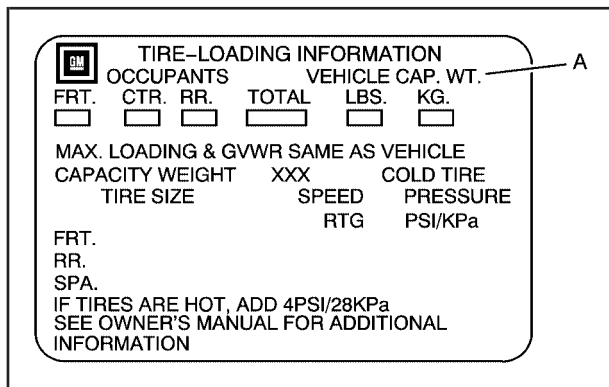 GM
TIRE–LOADING INFORMATION
OCCUPANTS VEHICLE CAP. WT.
A
FRT. CTR. RR. TOTAL LBS. KG.
MAX. LOADING & GVWR SAME AS VEHICLE
CAPACITY WEIGHT XXX COLD TIRE
TIRE SIZE SPEED PRESSURE
RTG PSI/KPa
FRT.
RR.
SPA.
IF TIRES ARE HOT, ADD 4PSI/28KPa
SEE OWNER'S MANUAL FOR ADDITIONAL
INFORMATION